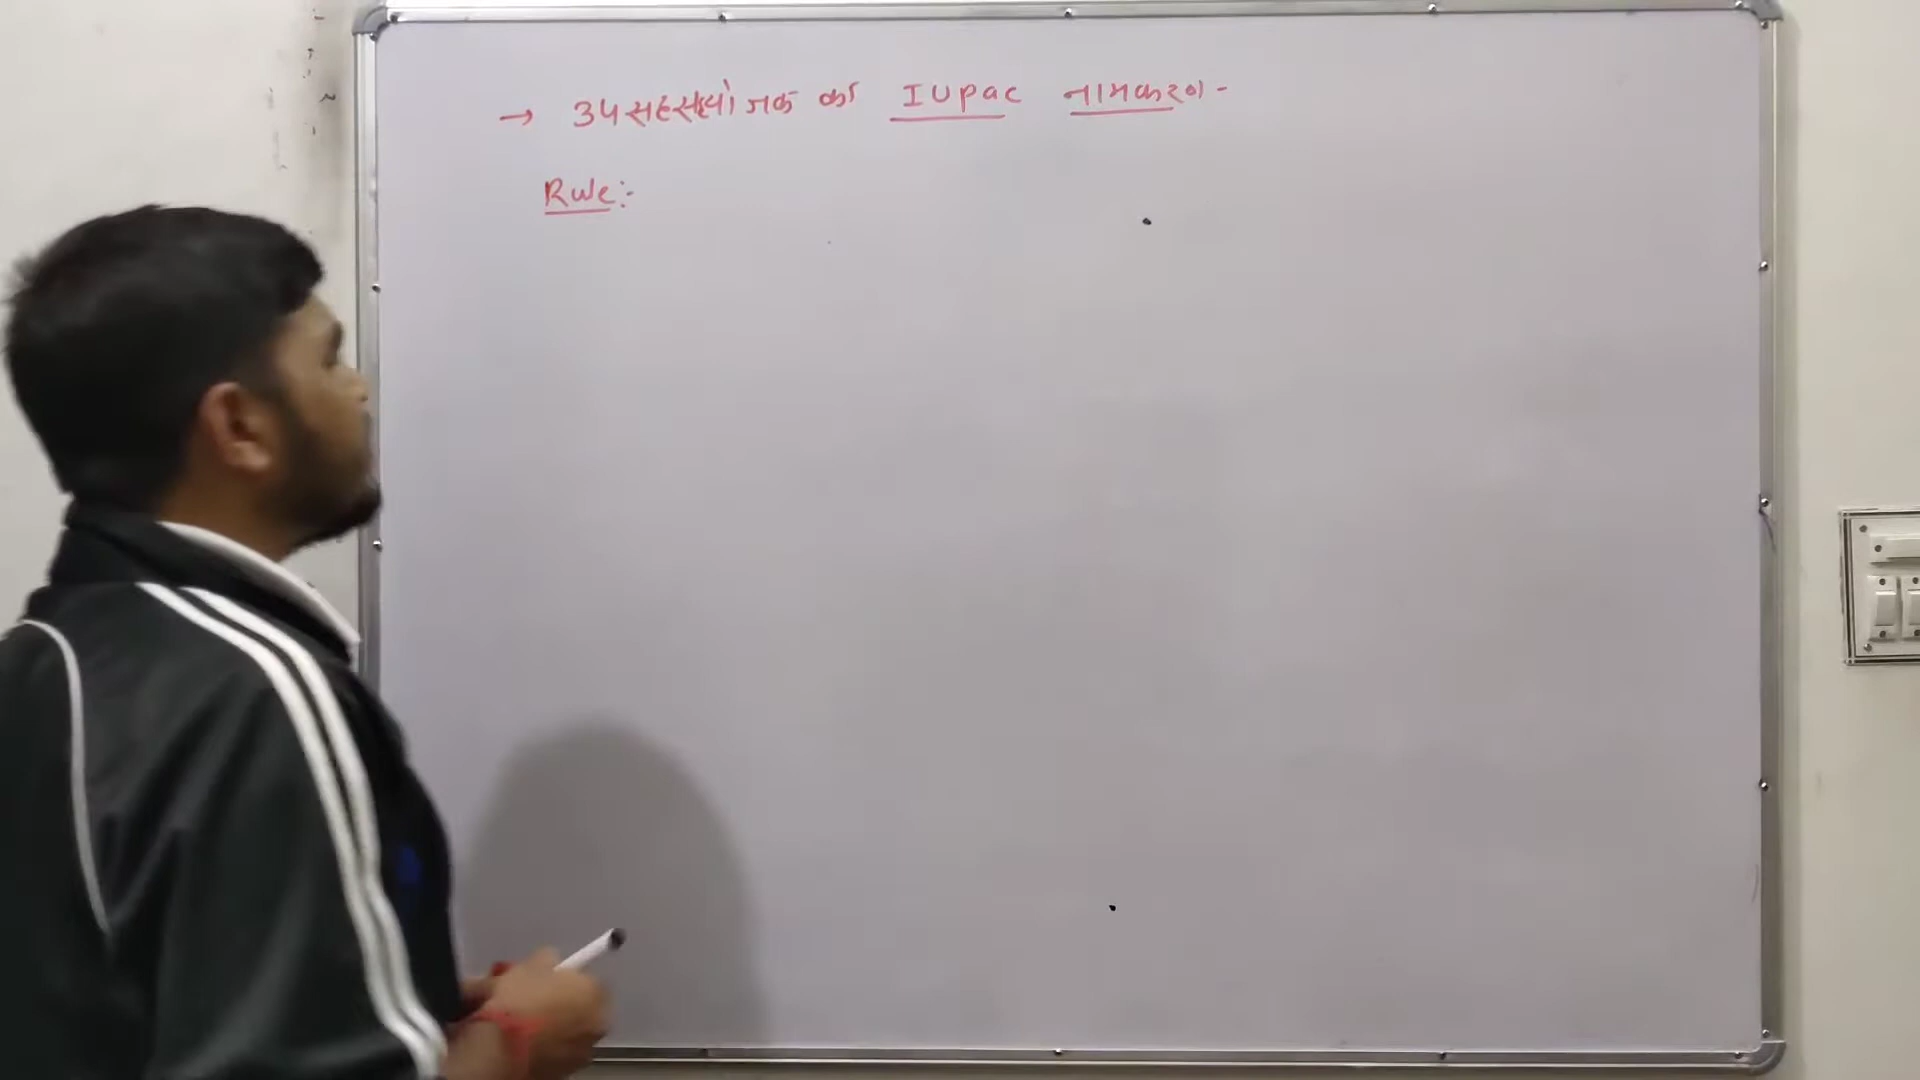 → उपसहसंयोजक का IUPAC नामकरण -
Rule :-